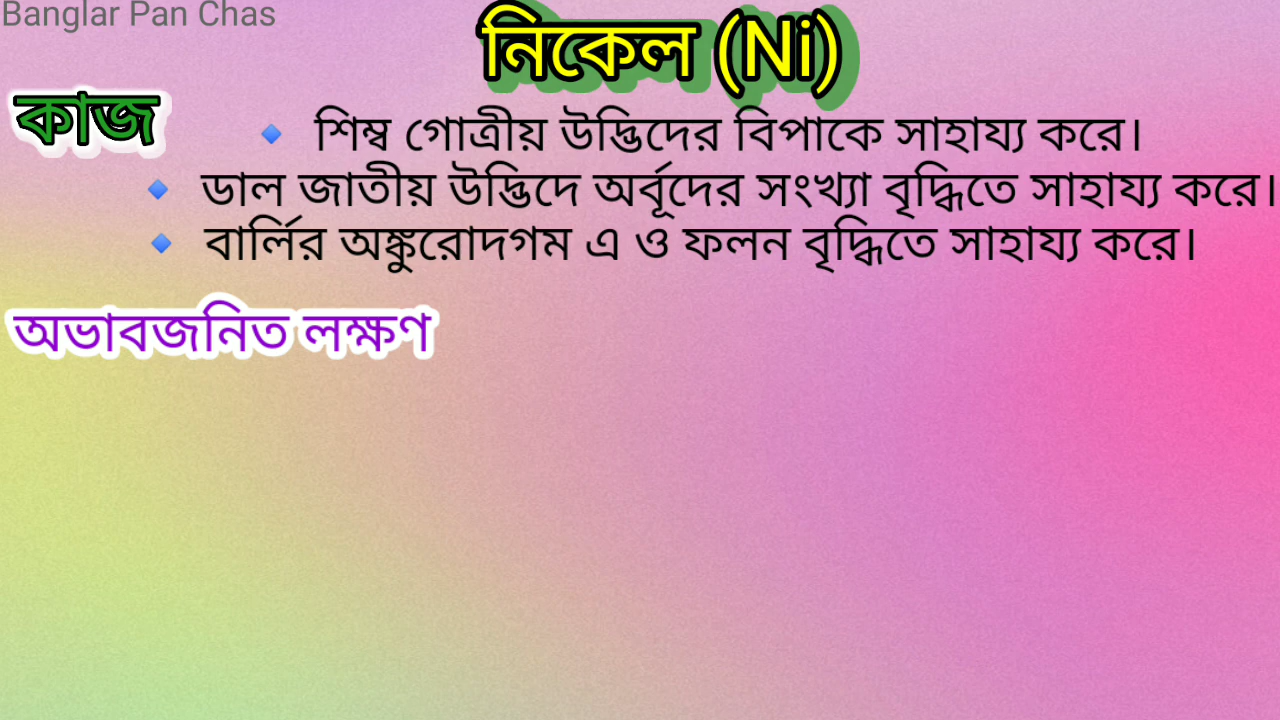 Banglar Pan Chas
নিকেল (Ni)
কাজ
🔹 শিম্ব গোত্রীয় উদ্ভিদের বিপাকে সাহায্য করে।
🔹 ডাল জাতীয় উদ্ভিদে অর্বূদের সংখ্যা বৃদ্ধিতে সাহায্য করে।
🔹 বার্লির অঙ্কুরোদগম এ ও ফলন বৃদ্ধিতে সাহায্য করে।
অভাবজনিত লক্ষণ